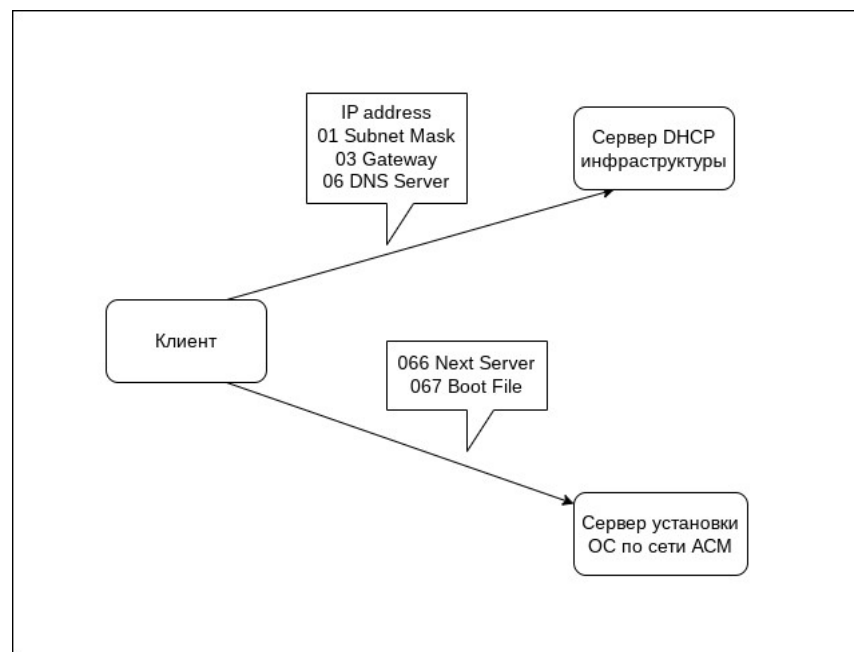 IP address
01 Subnet Mask
03 Gateway
06 DNS Server
Сервер DHCP
инфраструктуры
Клиент
066 Next Server
067 Boot File
Сервер установки
ОС по сети ACM